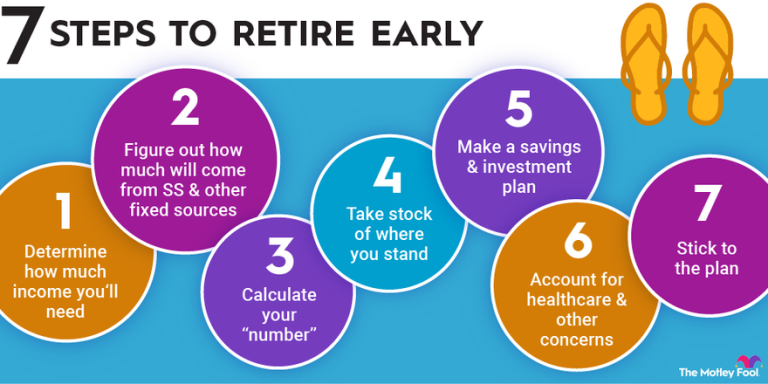 7 STEPS TO RETIRE EARLY
1
Determine
how much
income you'll
need
2
Figure out how
much will come
from SS & other
fixed sources
3
Calculate
your
“number”
4
Take stock
of where
you stand
5
Make a savings
& investment
plan
6
Account for
healthcare &
other
concerns
7
Stick to
the plan
The Motley Fool